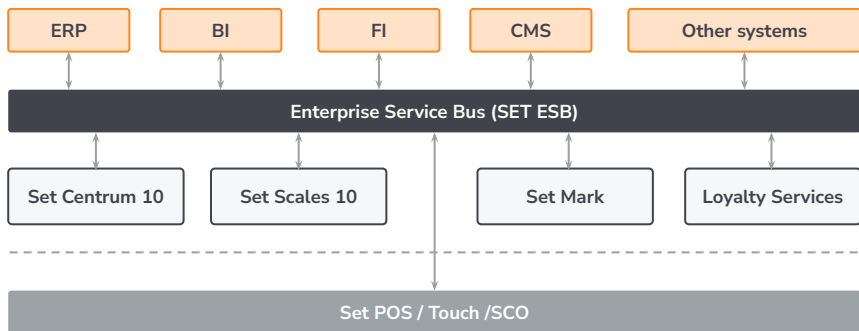 ERP
BI
FI
CMS
Other systems
Enterprise Service Bus (SET ESB)
Set Centrum 10
Set Scales 10
Set Mark
Loyalty Services
Set POS / Touch /SCO